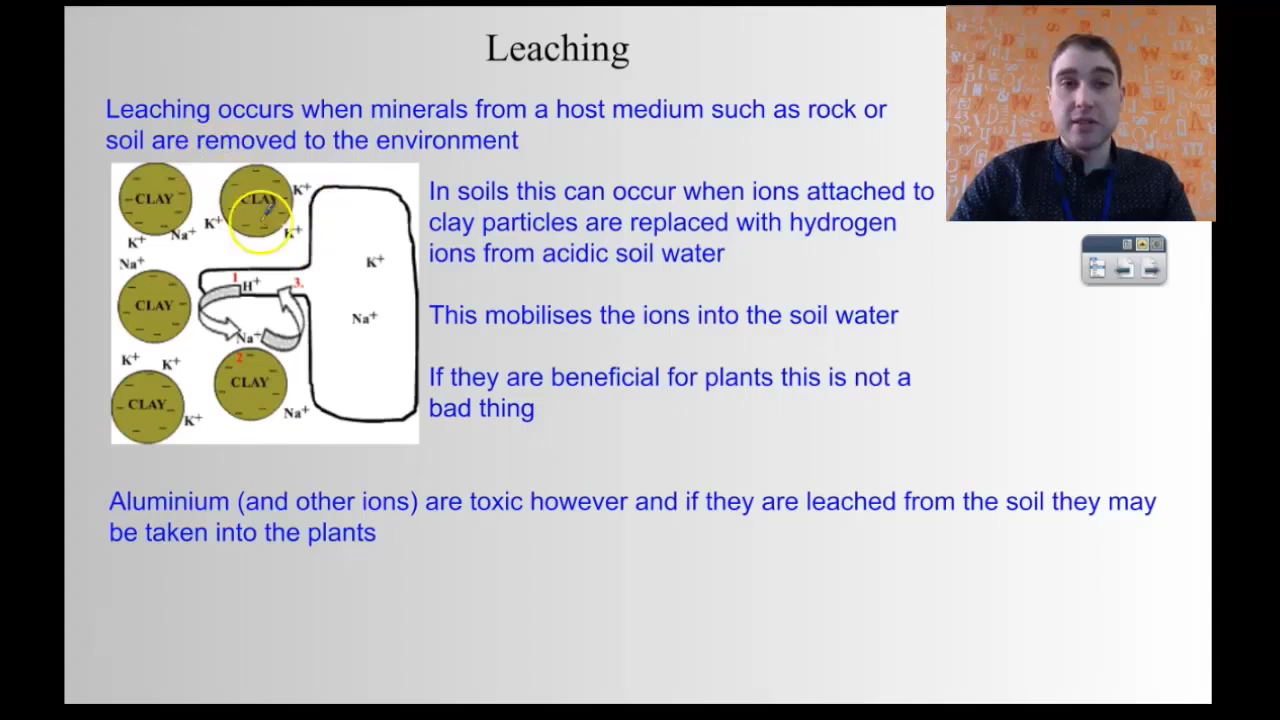 Leaching
Leaching occurs when minerals from a host medium such as rock or
soil are removed to the environment
CLAY
CLAY
K+
K+
K+
K+
Na+
Na+
CLAY
1
H+
3.
Na+
K+
Na+
K+
K+
2
CLAY
CLAY
K+
Na+
In soils this can occur when ions attached to
clay particles are replaced with hydrogen
ions from acidic soil water
This mobilises the ions into the soil water
If they are beneficial for plants this is not a
bad thing
Aluminium (and other ions) are toxic however and if they are leached from the soil they may
be taken into the plants